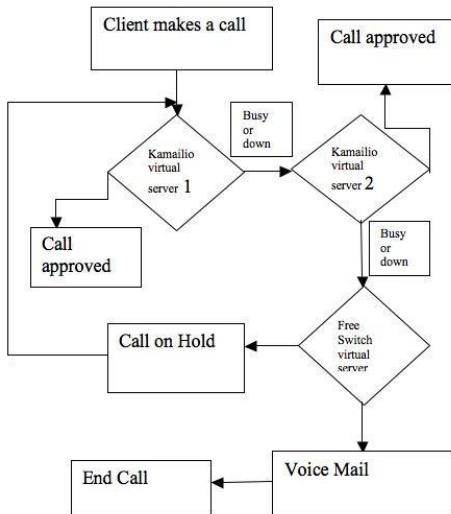 Client makes a call
Call approved
Busy
or
down
Kamailio
virtual
server 1
Kamailio
virtual
server 2
Call
approved
Busy
or
down
Free
Switch
virtual
server
Call on Hold
End Call
Voice Mail